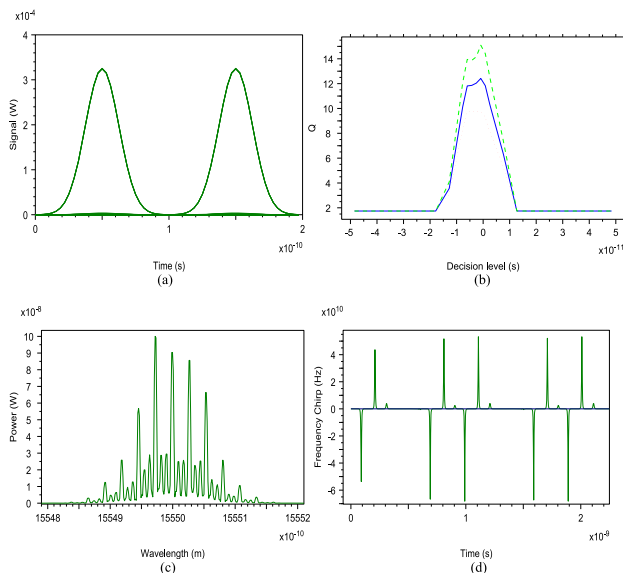 x10^-4
4
3
2
1
0
Signal (W)
0
1
2
x10^-10
Time (s)
(a)
14
12
10
8
6
4
2
Q
-5
-4
-3
-2
-1
0
1
2
3
4
5
x10^-11
Decision level (s)
(b)
x10^-8
10
9
8
7
6
5
4
3
2
1
0
Power (W)
15548
15549
15550
15551
15552
x10^-10
Wavelength (m)
(c)
x10^10
4
2
0
-2
-4
-6
Frequency Chirp (Hz)
0
1
2
x10^-9
Time (s)
(d)